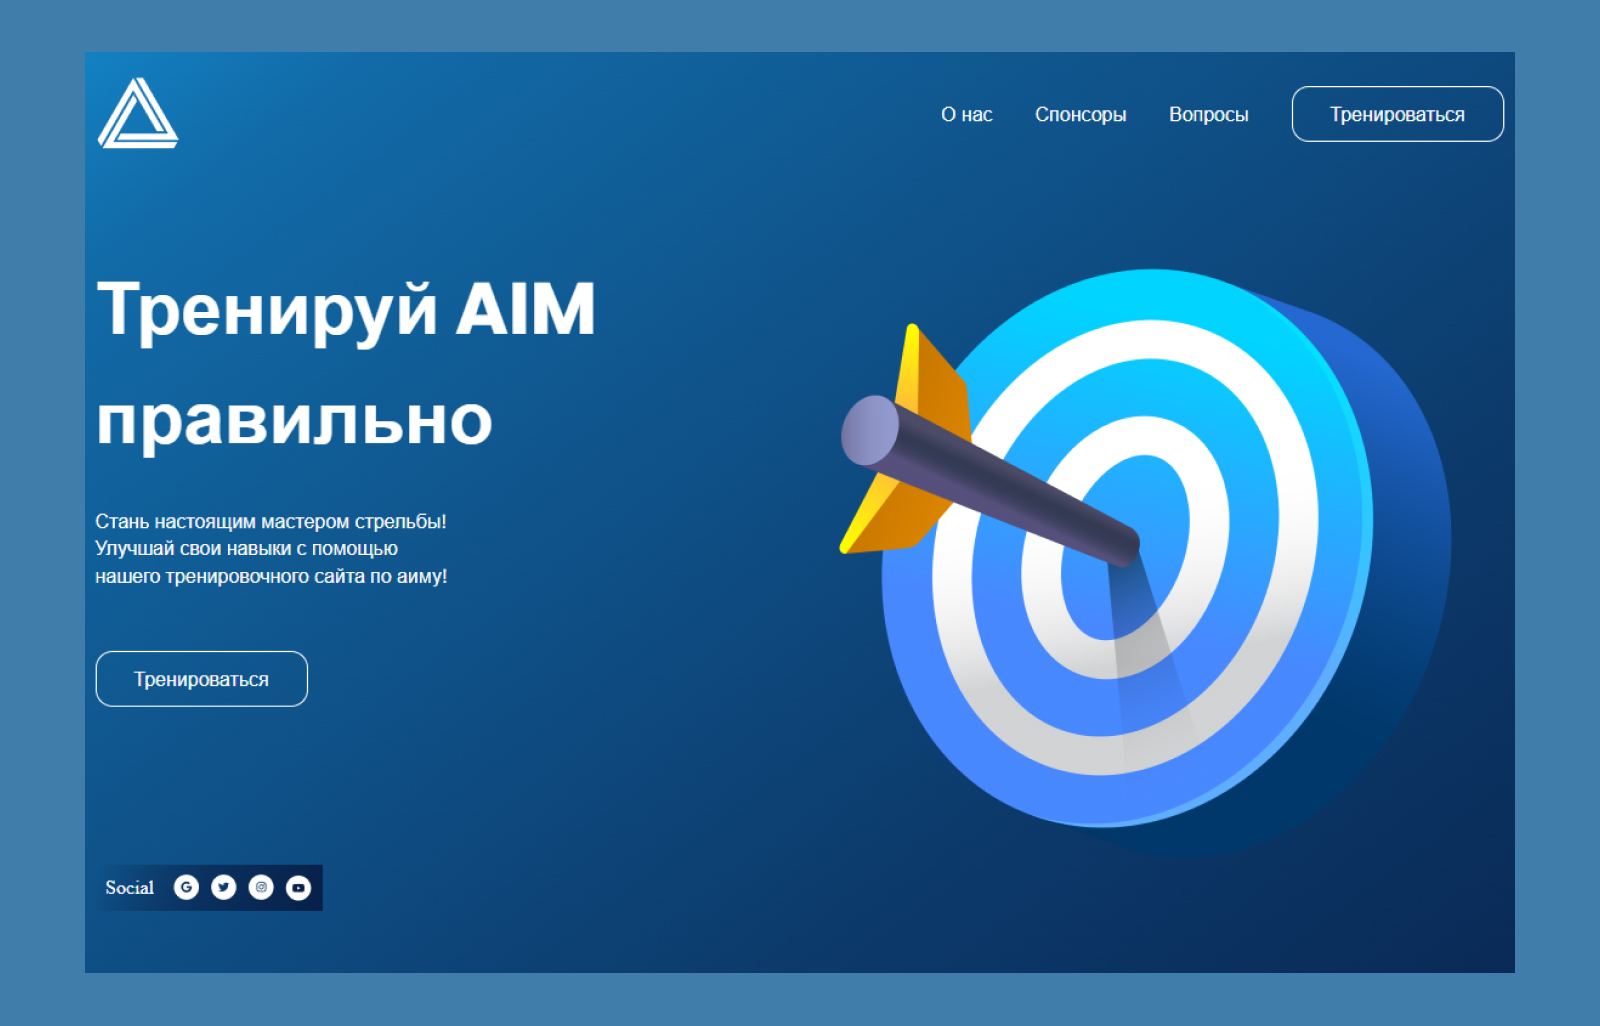 О нас
Спонсоры
Вопросы
Тренироваться
Тренируй AIM
правильно
Стань настоящим мастером стрельбы!
Улучшай свои навыки с помощью
нашего тренировочного сайта по аиму!
Тренироваться
Social